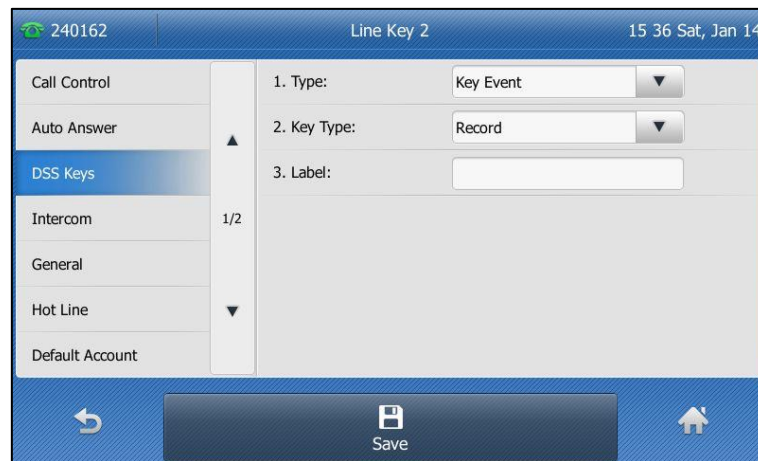 240162
Line Key 2
15 36 Sat, Jan 14
Call Control
Auto Answer
DSS Keys
Intercom
General
Hot Line
Default Account
1/2
1. Type:
Key Event
2. Key Type:
Record
3. Label:
Save